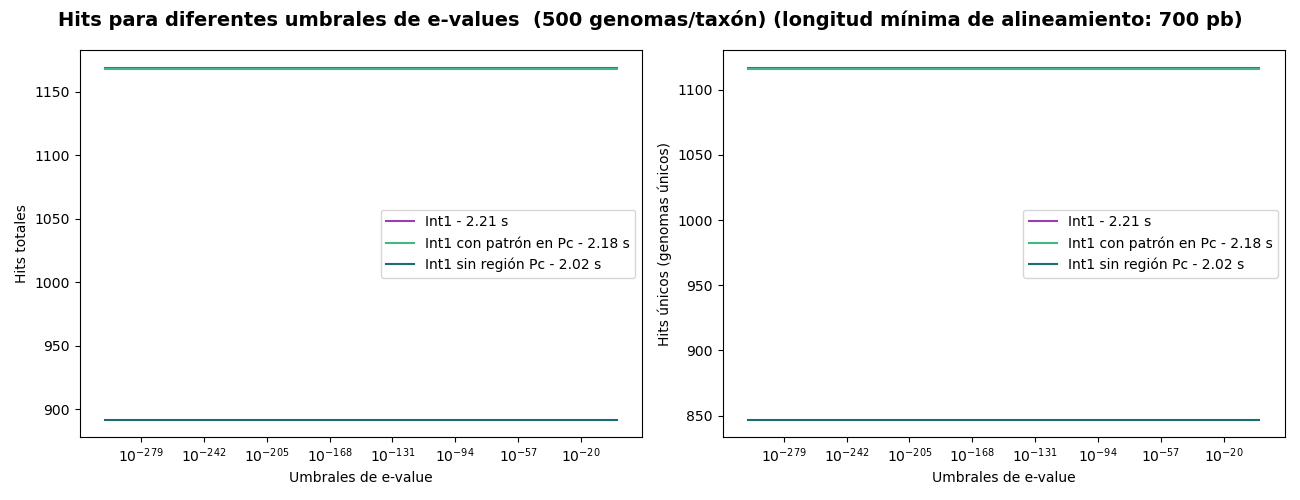 Hits para diferentes umbrales de e-values  (500 genomas/taxón) (longitud mínima de alineamiento: 700 pb)
Hits totales
1150
1100
1050
1000
950
900
Int1 - 2.21 s
Int1 con patrón en Pc - 2.18 s
Int1 sin región Pc - 2.02 s
10⁻²⁷⁹ 10⁻²⁴² 10⁻²⁰⁵ 10⁻¹⁶⁸ 10⁻¹³¹ 10⁻⁹⁴ 10⁻⁵⁷ 10⁻²⁰
Umbrales de e-value
Hits únicos (genomas únicos)
1100
1050
1000
950
900
850
Int1 - 2.21 s
Int1 con patrón en Pc - 2.18 s
Int1 sin región Pc - 2.02 s
10⁻²⁷⁹ 10⁻²⁴² 10⁻²⁰⁵ 10⁻¹⁶⁸ 10⁻¹³¹ 10⁻⁹⁴ 10⁻⁵⁷ 10⁻²⁰
Umbrales de e-value